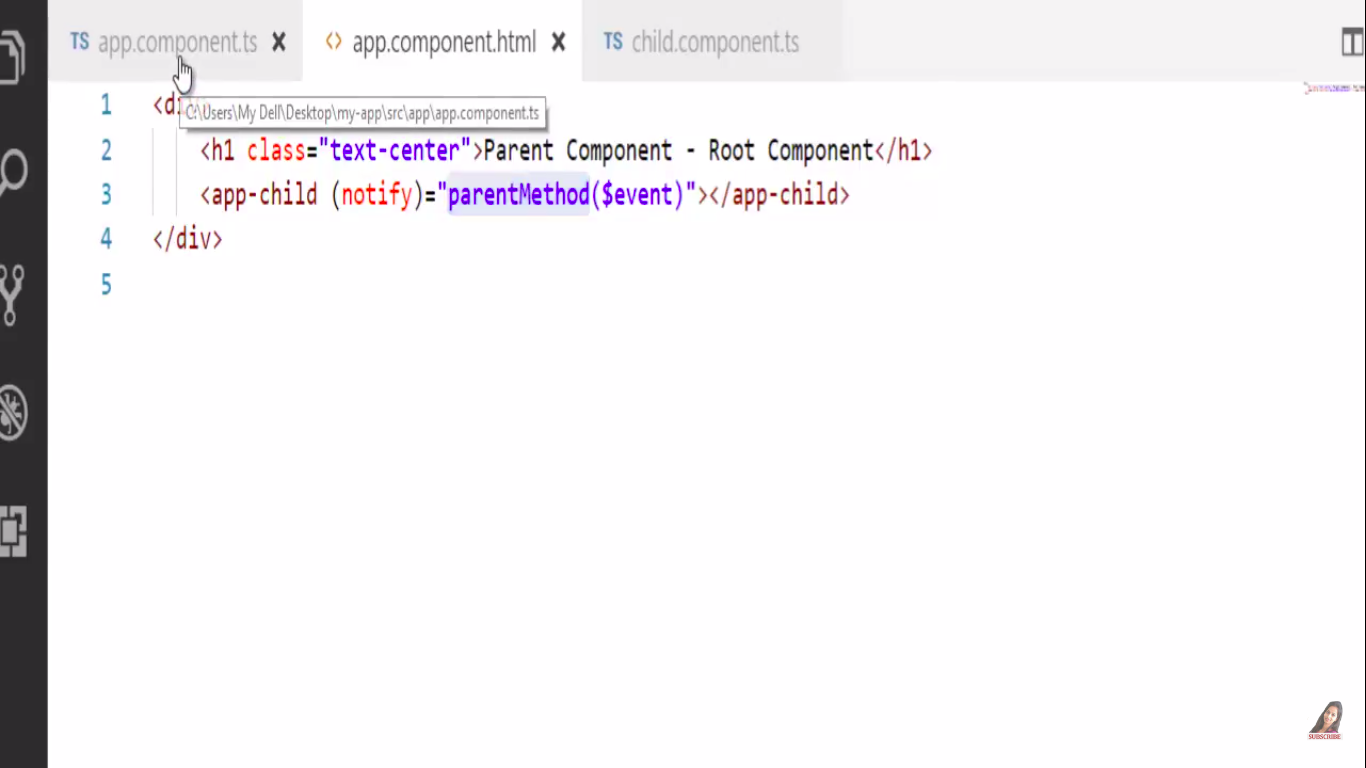 TS app.component.ts × <> app.component.html × TS child.component.ts
1 <div>
C:\Users\My Dell\Desktop\my-app\src\app\app.component.ts
2 <h1 class="text-center">Parent Component - Root Component</h1>
3 <app-child (notify)="parentMethod($event)"></app-child>
4 </div>
5
SUBSCRIBE